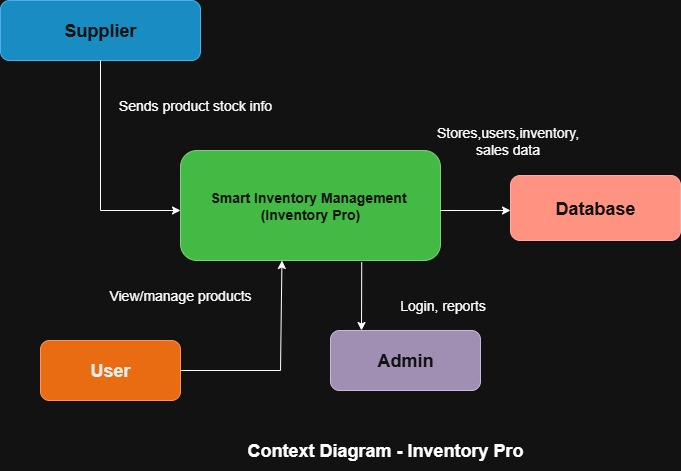 Supplier
Sends product stock info
Stores,users,inventory,
sales data
Smart Inventory Management
(Inventory Pro)
Database
View/manage products
Login, reports
User
Admin
Context Diagram - Inventory Pro